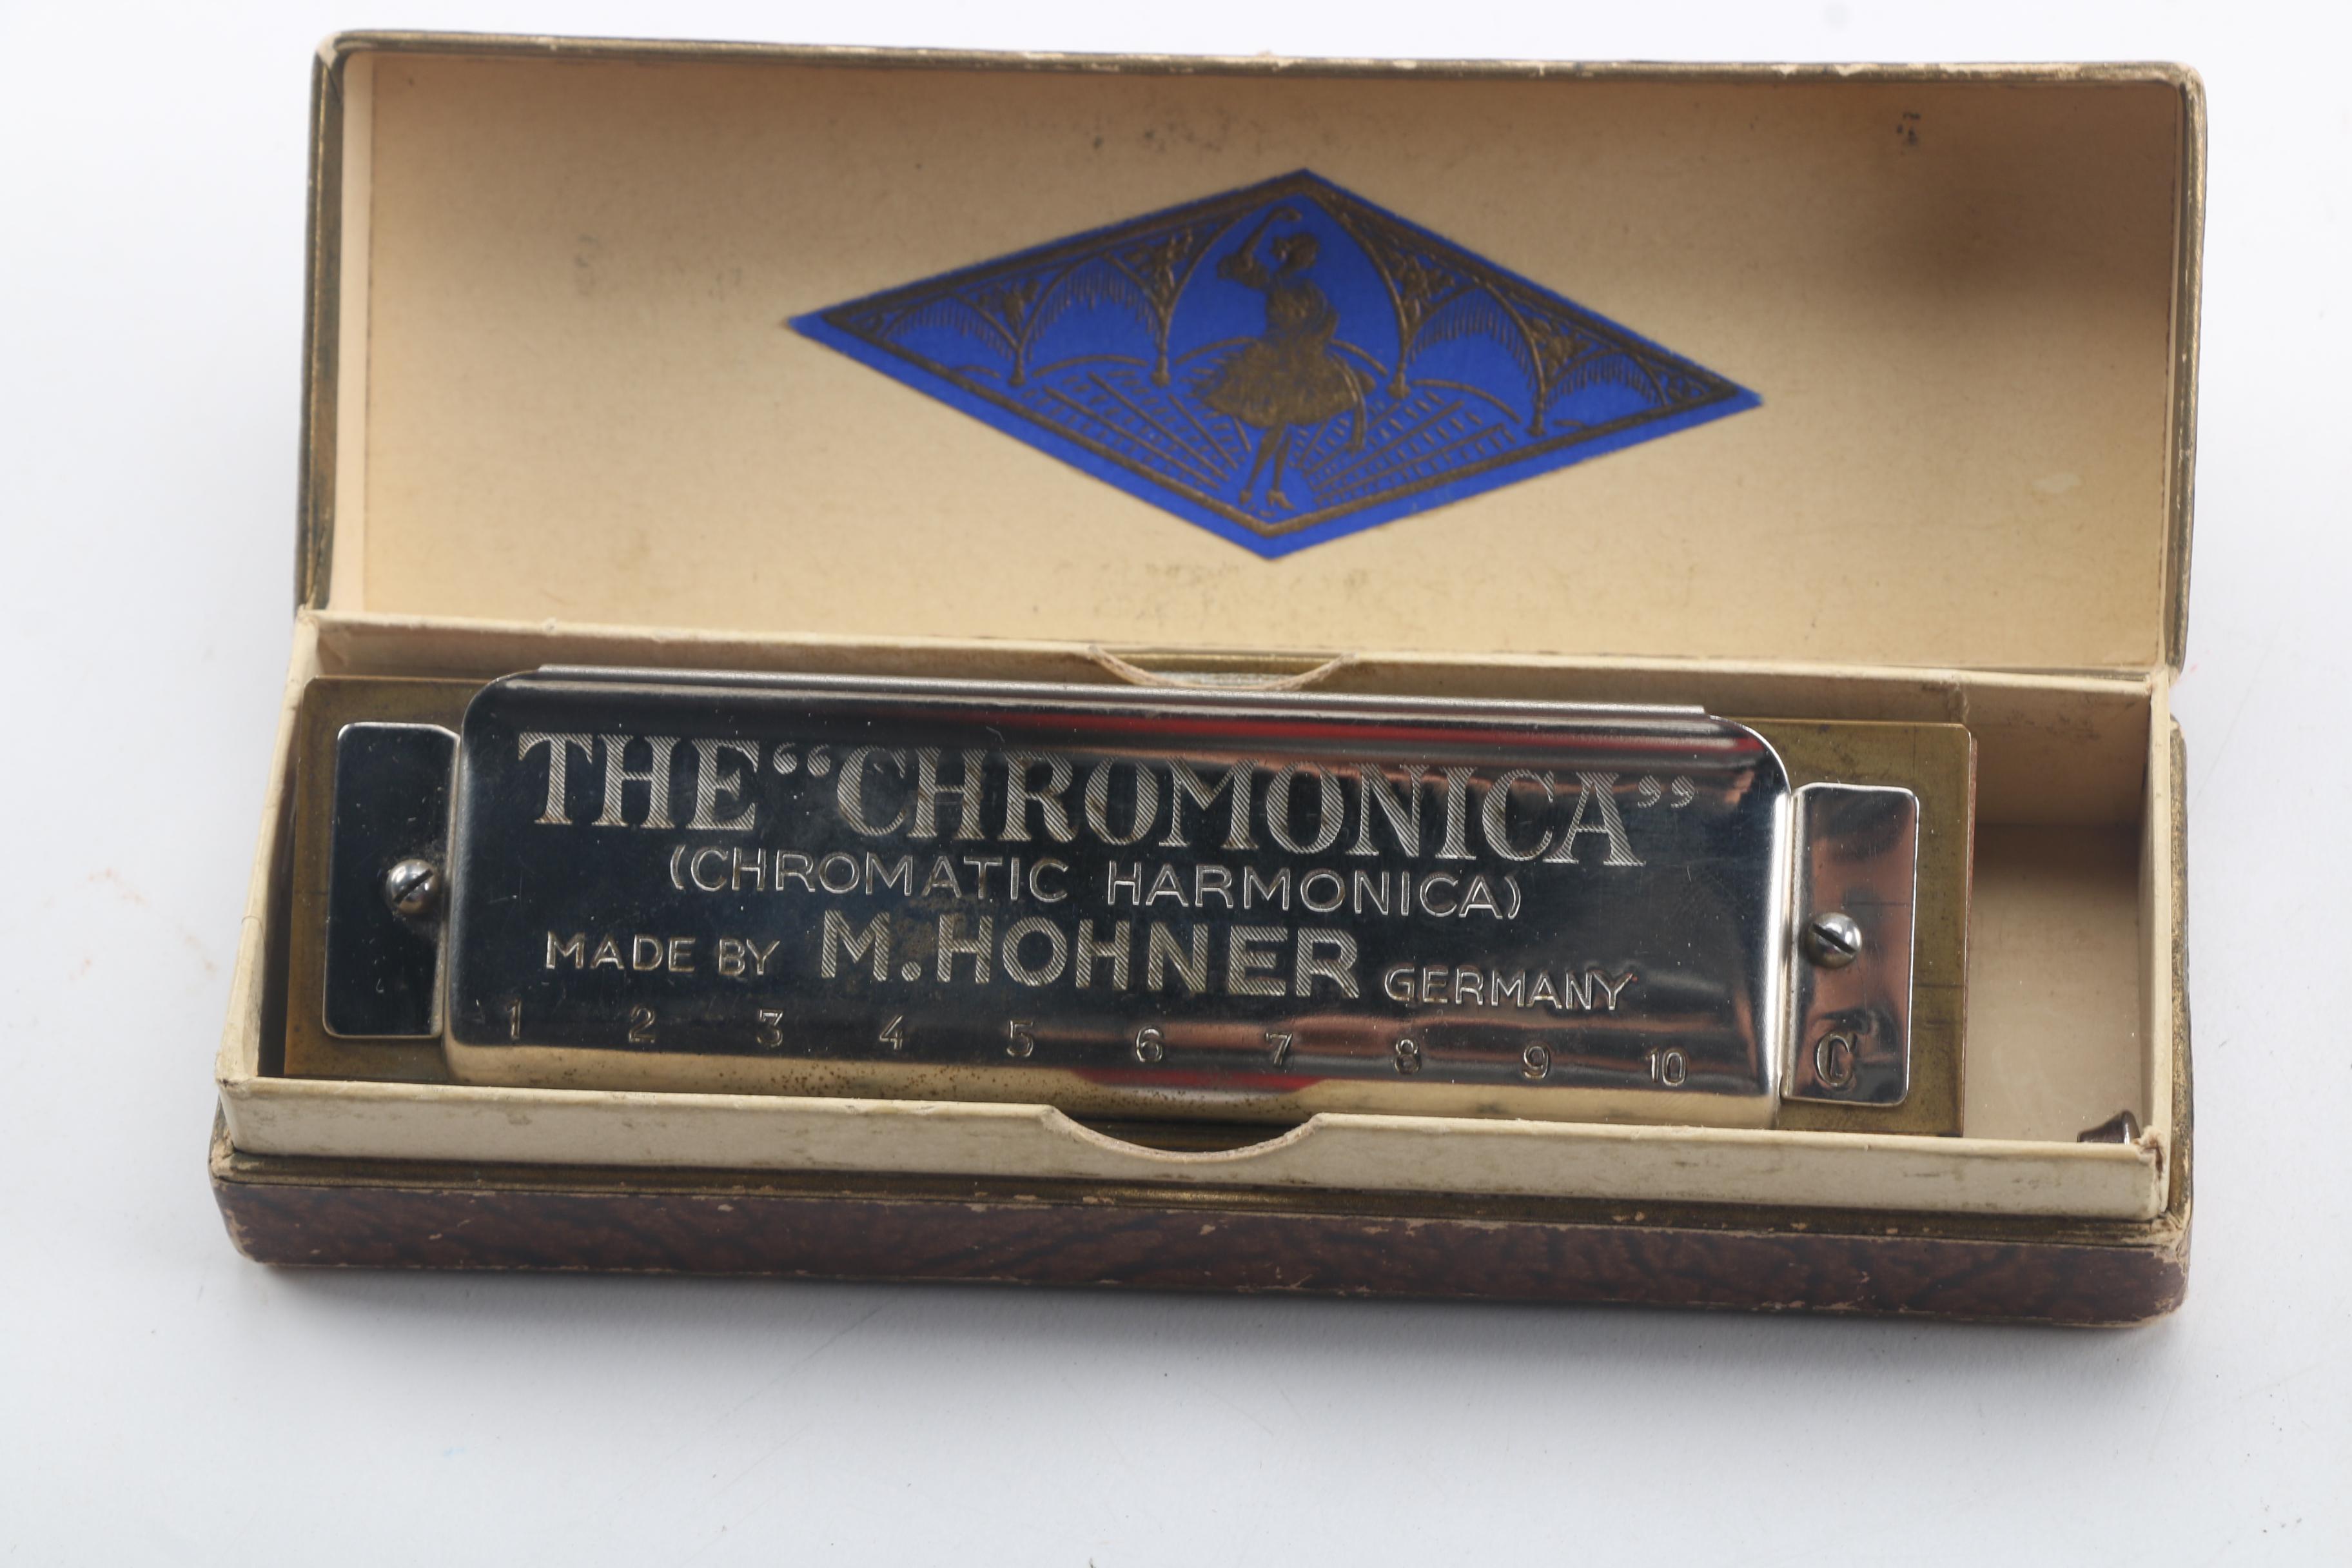 THE “CHROMONICA”
(CHROMATIC HARMONICA)
MADE BY M. HOHNER GERMANY
1 2 3 4 5 6 7 8 9 10 C